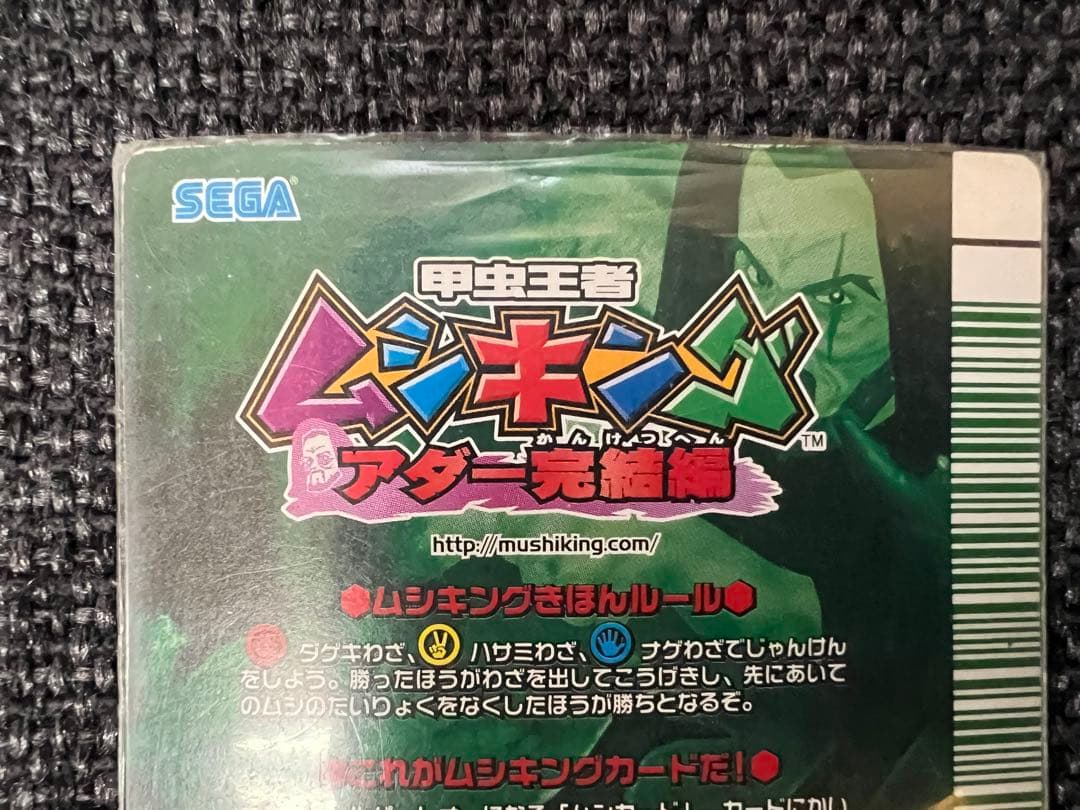 SEGA
甲虫王者
ムシキング
TM
かんけつへん
アダー完結編
http://mushiking.com/
ムシキングきほんルール
ダゲキわざ、 ハサミわざ、 ナゲわざでじゃんけん
をしよう。勝ったほうがわざを出してこうげきし、先にあいて
のムシのたいりょくをなくしたほうが勝ちとなるぞ。
これがムシキングカードだ!